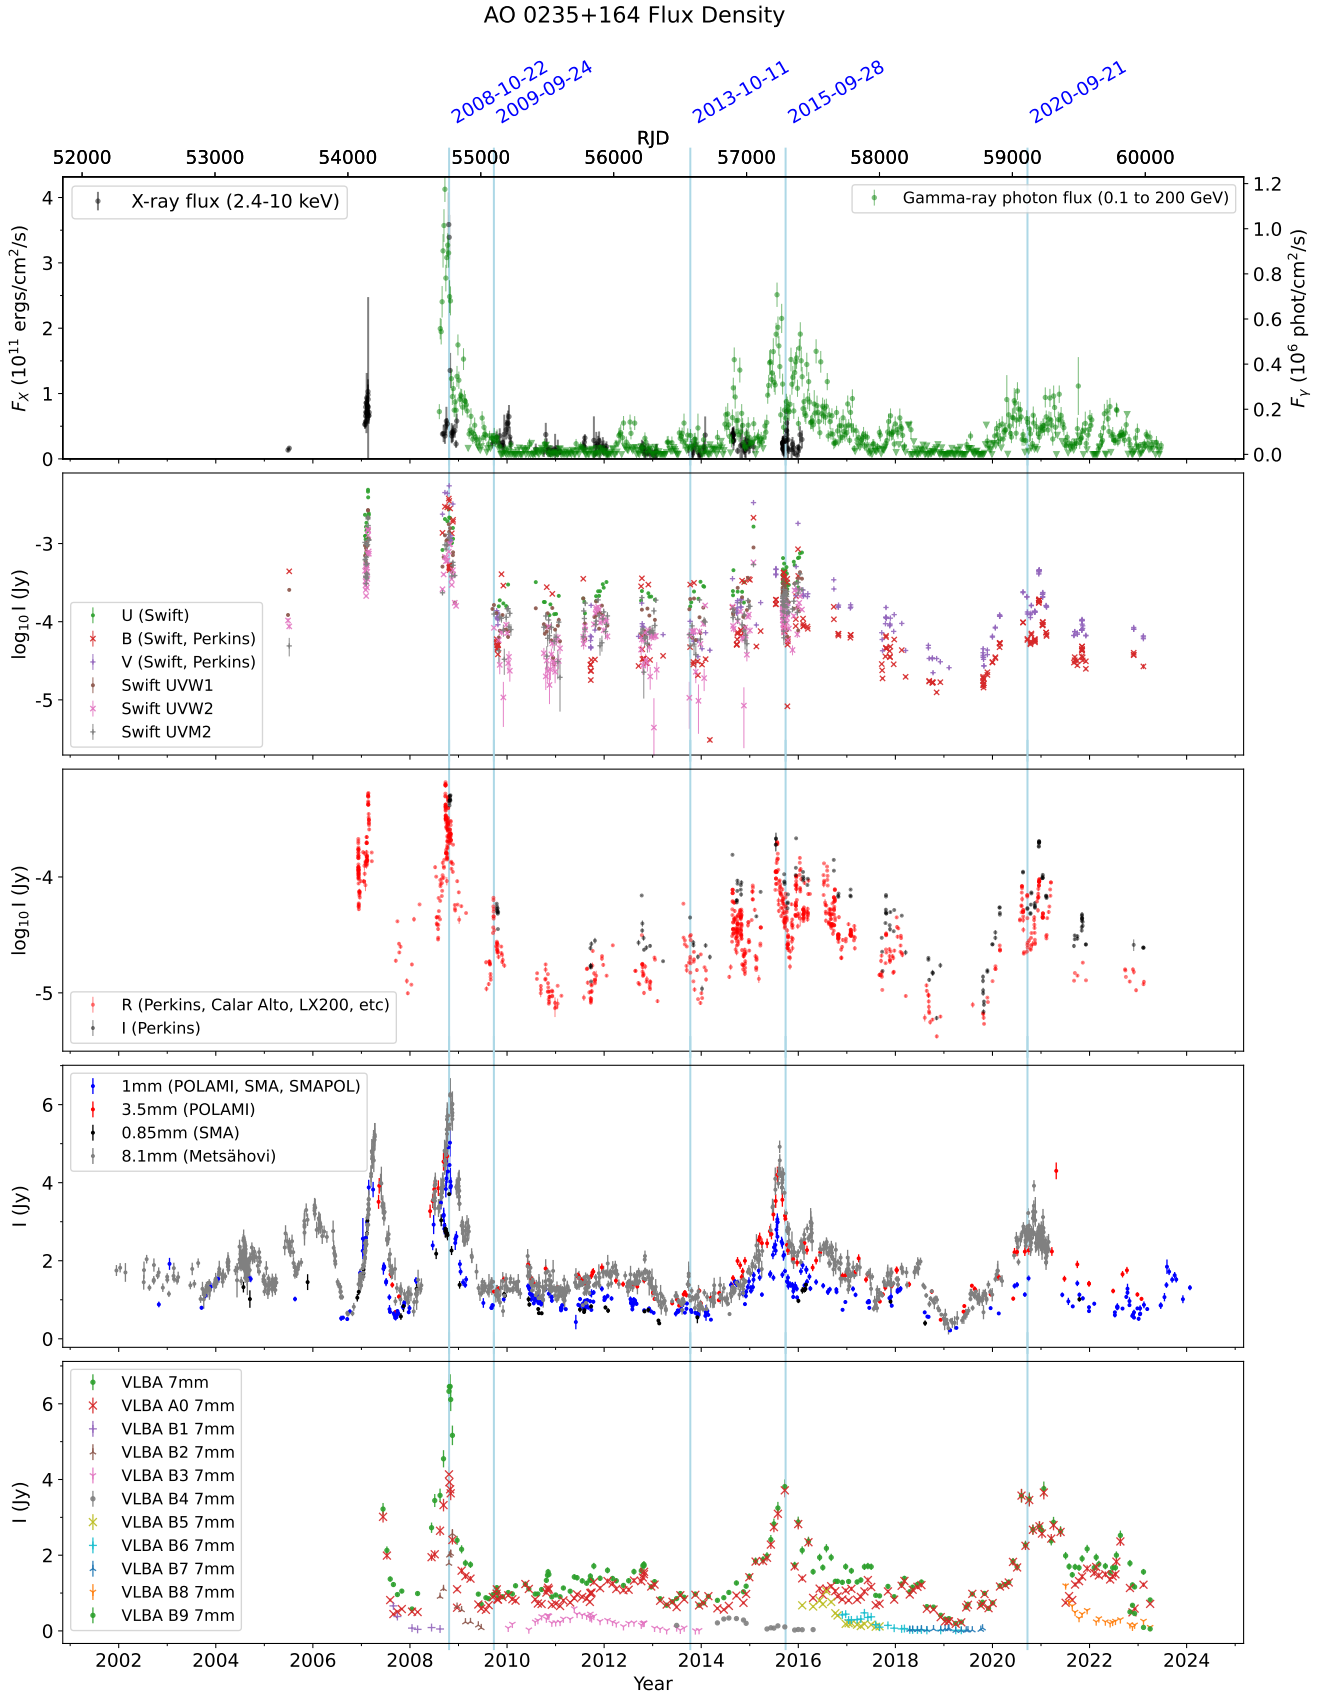 AO 0235+164 Flux Density
2008-10-22
2009-09-24
2013-10-11
2015-09-28
2020-09-21
RJD
52000 53000 54000 55000 56000 57000 58000 59000 60000
X-ray flux (2.4-10 keV)
Gamma-ray photon flux (0.1 to 200 GeV)
4
3
2
1
0
F_X (10^11 ergs/cm^2/s)
1.2
1.0
0.8
0.6
0.4
0.2
0.0
F_γ (10^6 phot/cm^2/s)
-3
-4
-5
log_10 I (Jy)
U (Swift)
B (Swift, Perkins)
V (Swift, Perkins)
Swift UVW1
Swift UVW2
Swift UVM2
-4
-5
log_10 I (Jy)
R (Perkins, Calar Alto, LX200, etc)
I (Perkins)
6
4
2
0
I (Jy)
1mm (POLAMI, SMA, SMAPOL)
3.5mm (POLAMI)
0.85mm (SMA)
8.1mm (Metsähovi)
6
4
2
0
I (Jy)
VLBA 7mm
VLBA A0 7mm
VLBA B1 7mm
VLBA B2 7mm
VLBA B3 7mm
VLBA B4 7mm
VLBA B5 7mm
VLBA B6 7mm
VLBA B7 7mm
VLBA B8 7mm
VLBA B9 7mm
2002 2004 2006 2008 2010 2012 2014 2016 2018 2020 2022 2024
Year